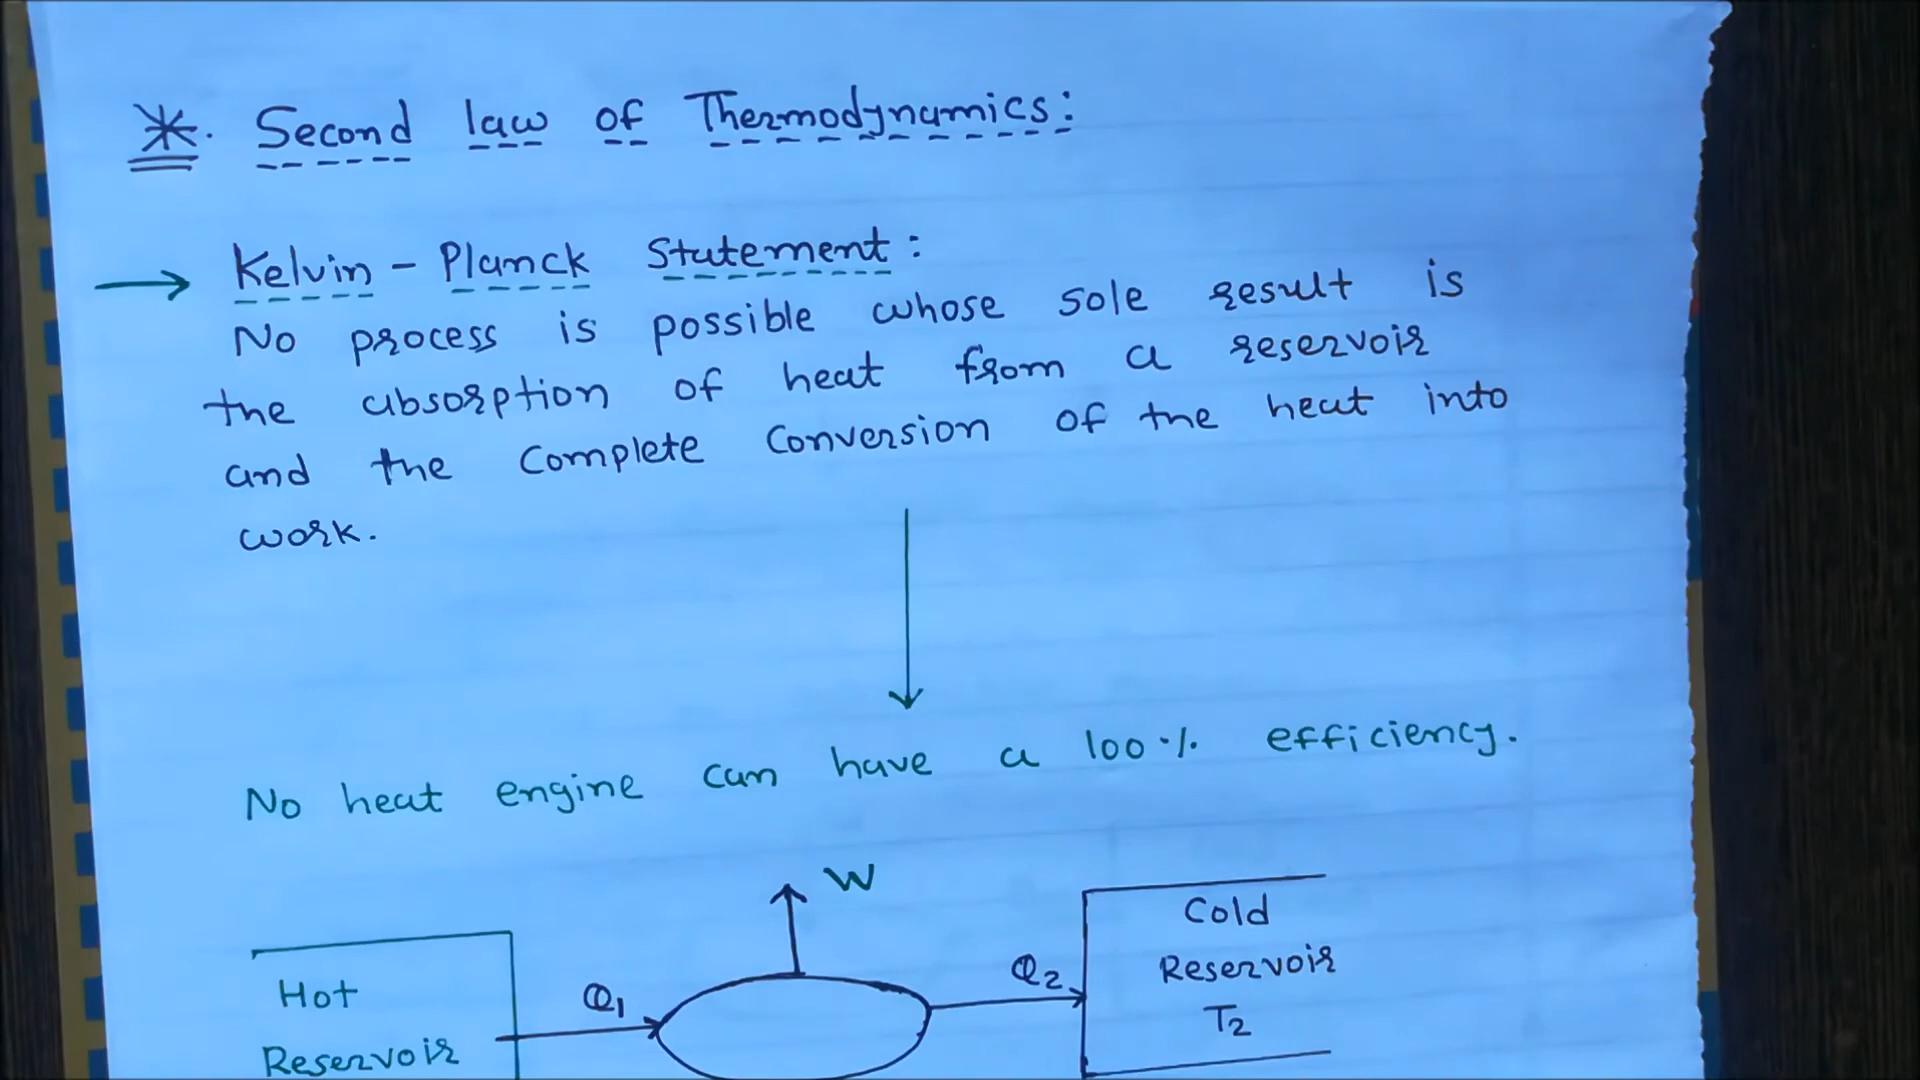 * . Second law of Thermodynamics :
→ Kelvin - Planck Statement :
No process is possible whose sole result is
the absorption of heat from a reservoir
and the complete conversion of the heat into
work.
No heat engine can have a 100 % efficiency.
W
Cold
Reservoir
T2
Q2
Q1
Hot
Reservoir